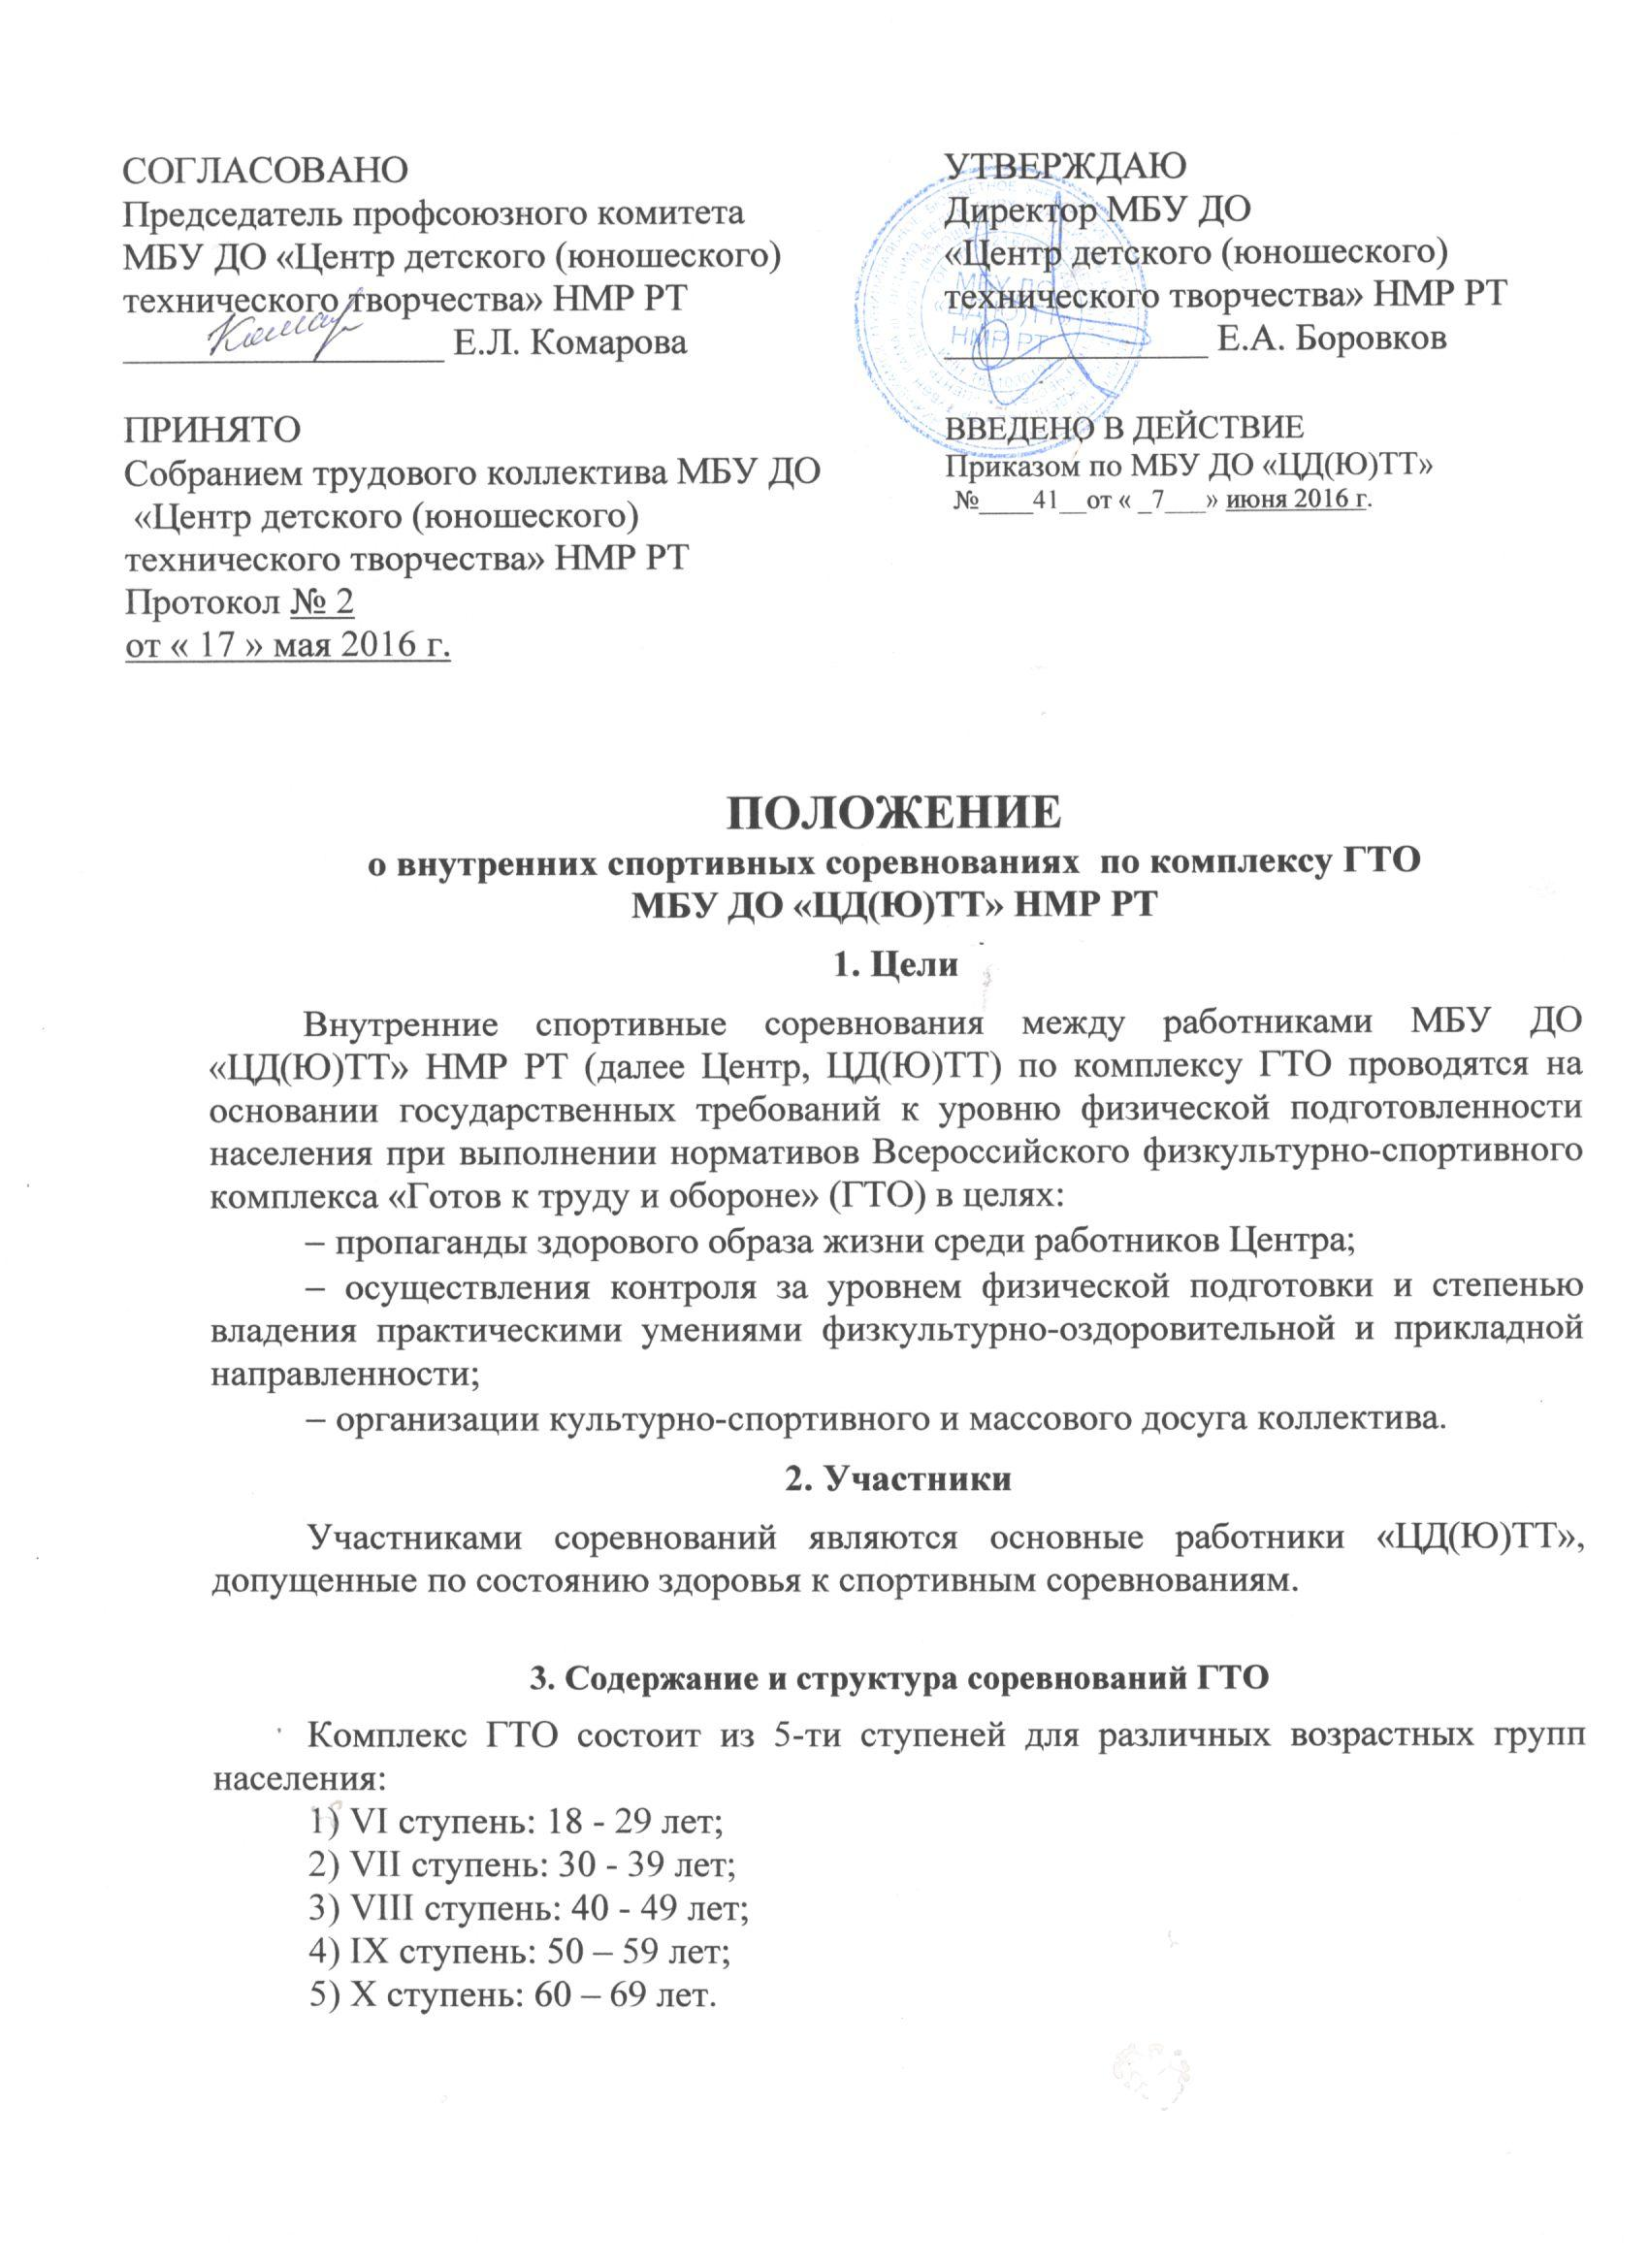 СОГЛАСОВАНО
Председатель профсоюзного комитета
МБУ ДО «Центр детского (юношеского)
технического творчества» НМР РТ
Комар
_________________ Е.Л. Комарова
УТВЕРЖДАЮ
Директор МБУ ДО
«Центр детского (юношеского)
технического творчества» НМР РТ
______________ Е.А. Боровков
МБУ ДО
«ЦД(Ю)ТТ»
НМР РТ
ПРИНЯТО
Собранием трудового коллектива МБУ ДО
«Центр детского (юношеского)
технического творчества» НМР РТ
Протокол № 2
от « 17 » мая 2016 г.
ВВЕДЕНО В ДЕЙСТВИЕ
Приказом по МБУ ДО «ЦД(Ю)ТТ»
№____41__от « _7___» июня 2016 г.
ПОЛОЖЕНИЕ
о внутренних спортивных соревнованиях по комплексу ГТО
МБУ ДО «ЦД(Ю)ТТ» НМР РТ
1. Цели
Внутренние спортивные соревнования между работниками МБУ ДО
«ЦД(Ю)ТТ» НМР РТ (далее Центр, ЦД(Ю)ТТ) по комплексу ГТО проводятся на
основании государственных требований к уровню физической подготовленности
населения при выполнении нормативов Всероссийского физкультурно-спортивного
комплекса «Готов к труду и обороне» (ГТО) в целях:
– пропаганды здорового образа жизни среди работников Центра;
– осуществления контроля за уровнем физической подготовки и степенью
владения практическими умениями физкультурно-оздоровительной и прикладной
направленности;
– организации культурно-спортивного и массового досуга коллектива.
2. Участники
Участниками соревнований являются основные работники «ЦД(Ю)ТТ»,
допущенные по состоянию здоровья к спортивным соревнованиям.
3. Содержание и структура соревнований ГТО
Комплекс ГТО состоит из 5-ти ступеней для различных возрастных групп
населения:
1) VI ступень: 18 - 29 лет;
2) VII ступень: 30 - 39 лет;
3) VIII ступень: 40 - 49 лет;
4) IX ступень: 50 – 59 лет;
5) X ступень: 60 – 69 лет.